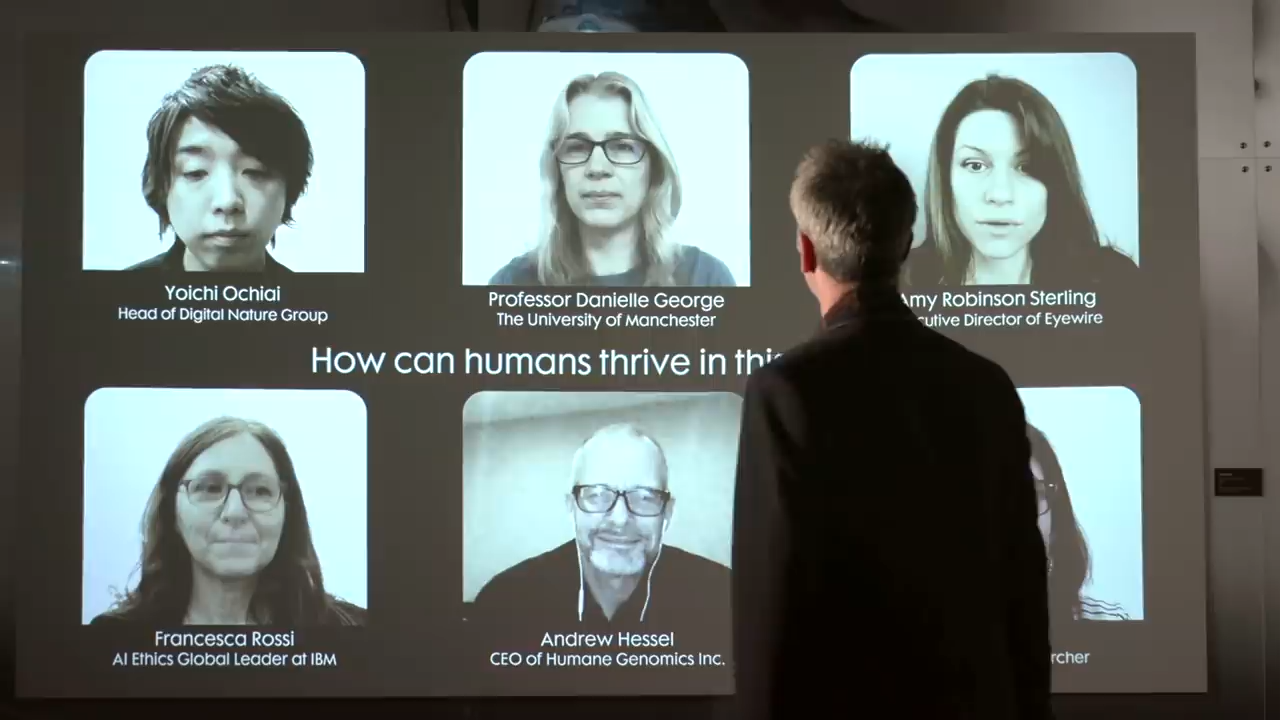 Yoichi Ochiai
Head of Digital Nature Group
Professor Danielle George
The University of Manchester
Amy Robinson Sterling
cutive Director of Eyewire
How can humans thrive in this
Francesca Rossi
AI Ethics Global Leader at IBM
Andrew Hessel
CEO of Humane Genomics Inc.
rcher